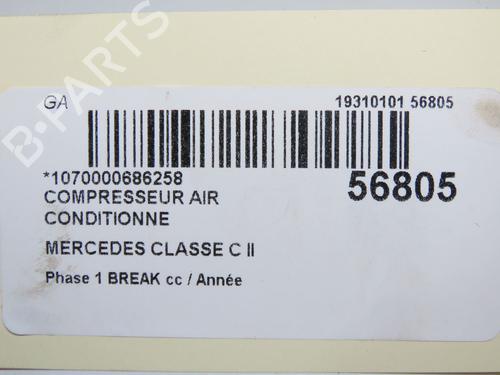 GA
19310101 56805
*1070000686258
56805
COMPRESSEUR AIR
CONDITIONNE
MERCEDES CLASSE C II
Phase 1 BREAK cc / Année
B-PARTS